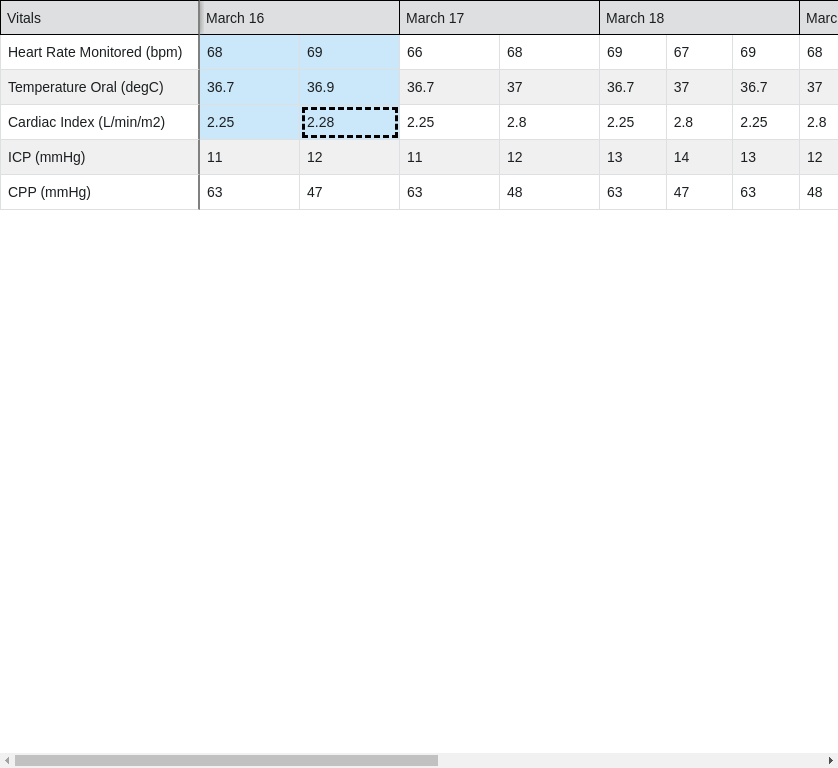 Vitals March 16 March 17 March 18 Marc
Heart Rate Monitored (bpm) 68 69 66 68 69 67 69 68
Temperature Oral (degC) 36.7 36.9 36.7 37 36.7 37 36.7 37
Cardiac Index (L/min/m2) 2.25 2.28 2.25 2.8 2.25 2.8 2.25 2.8
ICP (mmHg) 11 12 11 12 13 14 13 12
CPP (mmHg) 63 47 63 48 63 47 63 48